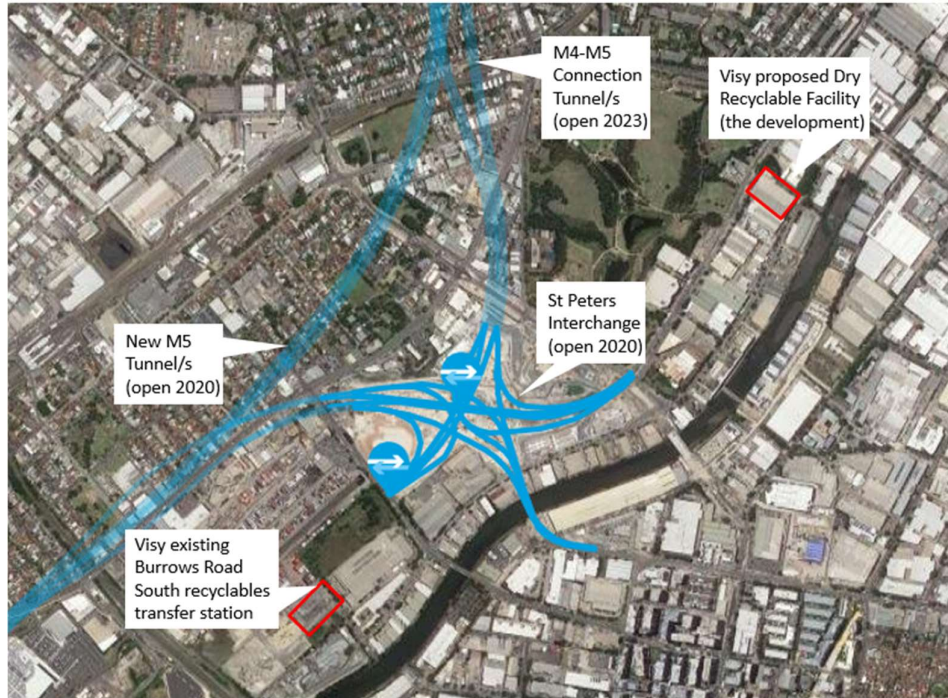 M4-M5
Connection
Tunnel/s
(open 2023)
Visy proposed Dry
Recyclable Facility
(the development)
St Peters
Interchange
(open 2020)
New M5
Tunnel/s
(open 2020)
Visy existing
Burrows Road
South recyclables
transfer station